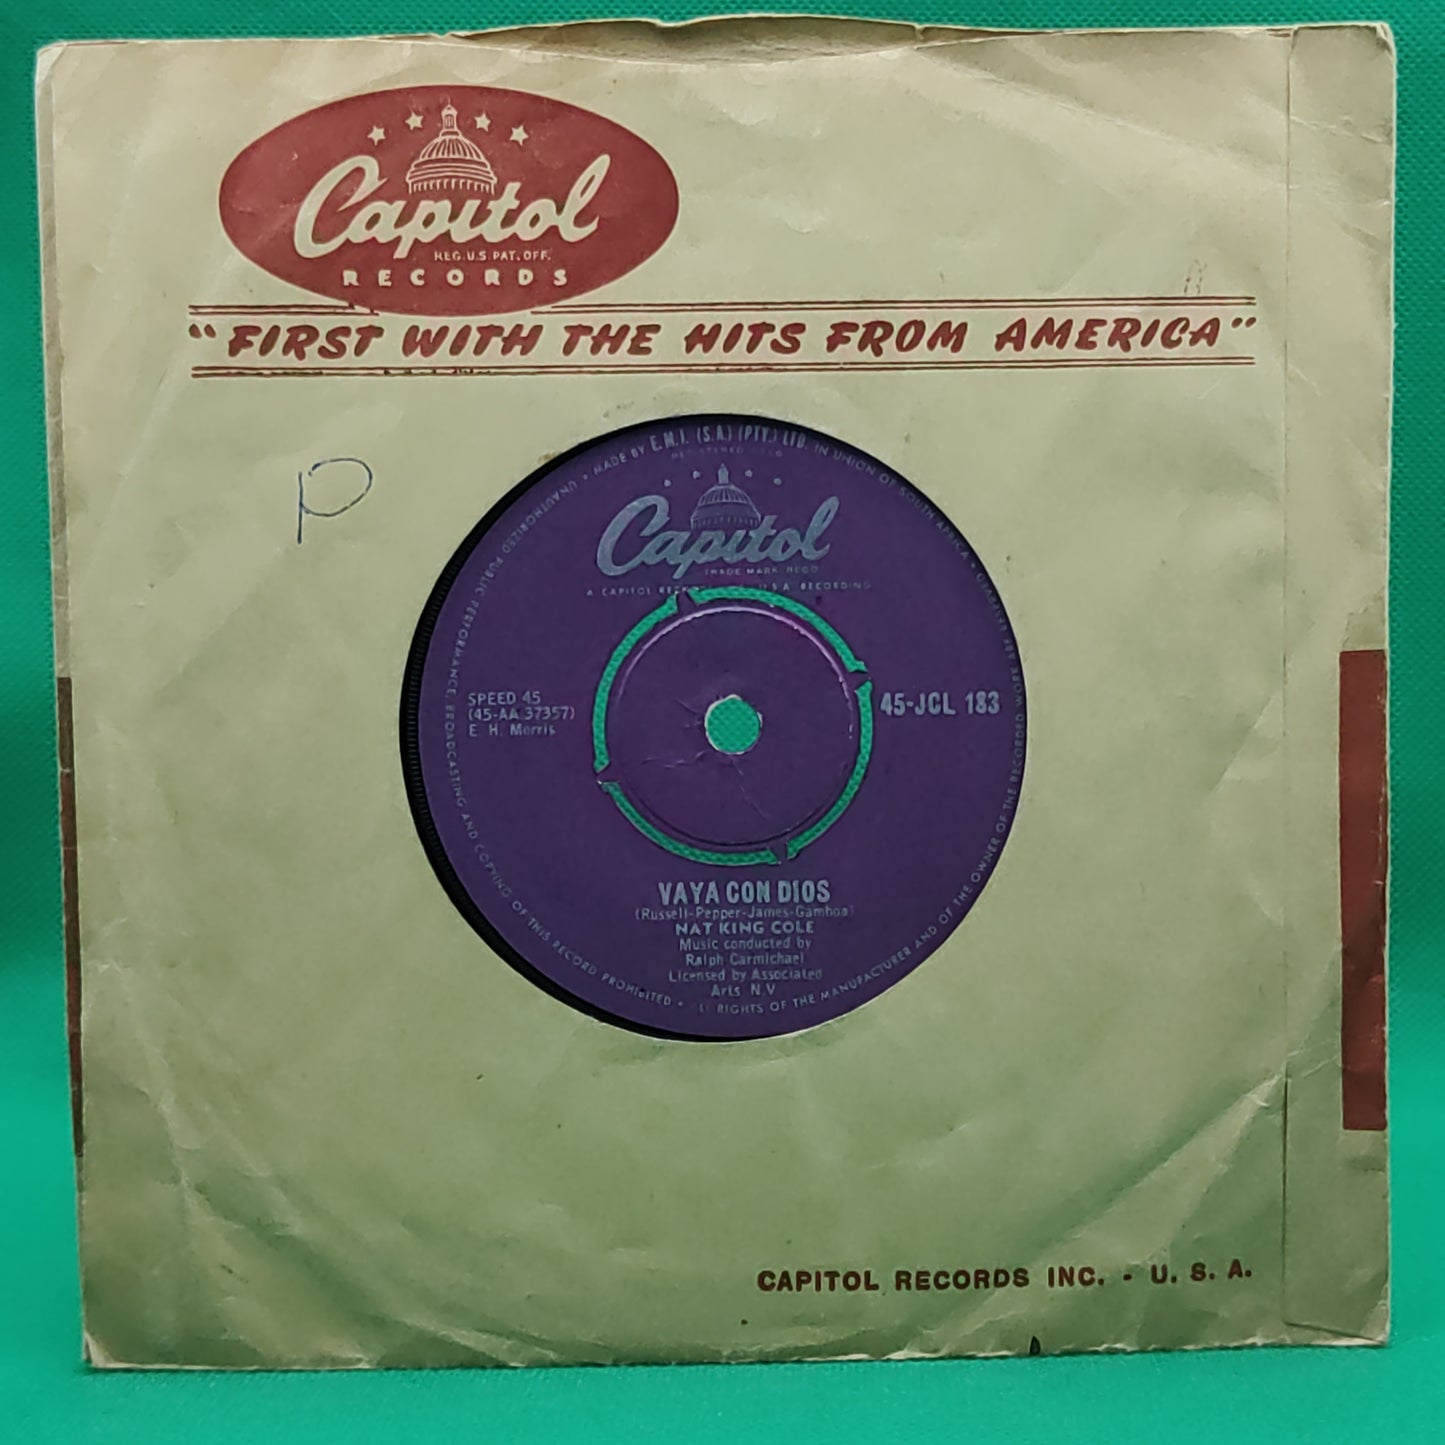 Capitol
REG. U.S. PAT. OFF.
RECORDS
"FIRST WITH THE HITS FROM AMERICA"
P
MADE BY E.M.I. (S.A.) (PTY.) LTD. IN UNION OF SOUTH AFRICA •
ALL RIGHTS OF THE MANUFACTURER AND OF THE OWNER OF THE RECORDED WORK ARE RESERVED
UNAUTHORIZED PUBLIC PERFORMANCE, BROADCASTING AND COPYING OF THIS RECORD PROHIBITED •
Capitol
TRADE MARK REGD
A CAPITOL U.S.A. RECORDING
SPEED 45
(45-AA 37357)
E. H. Morris
45-JCL 183
VAYA CON DIOS
(Russell-Pepper-James-Gamboa)
NAT KING COLE
Music conducted by
Ralph Carmichael
Licensed by Associated
Arts N.V
CAPITOL RECORDS INC. - U. S. A.